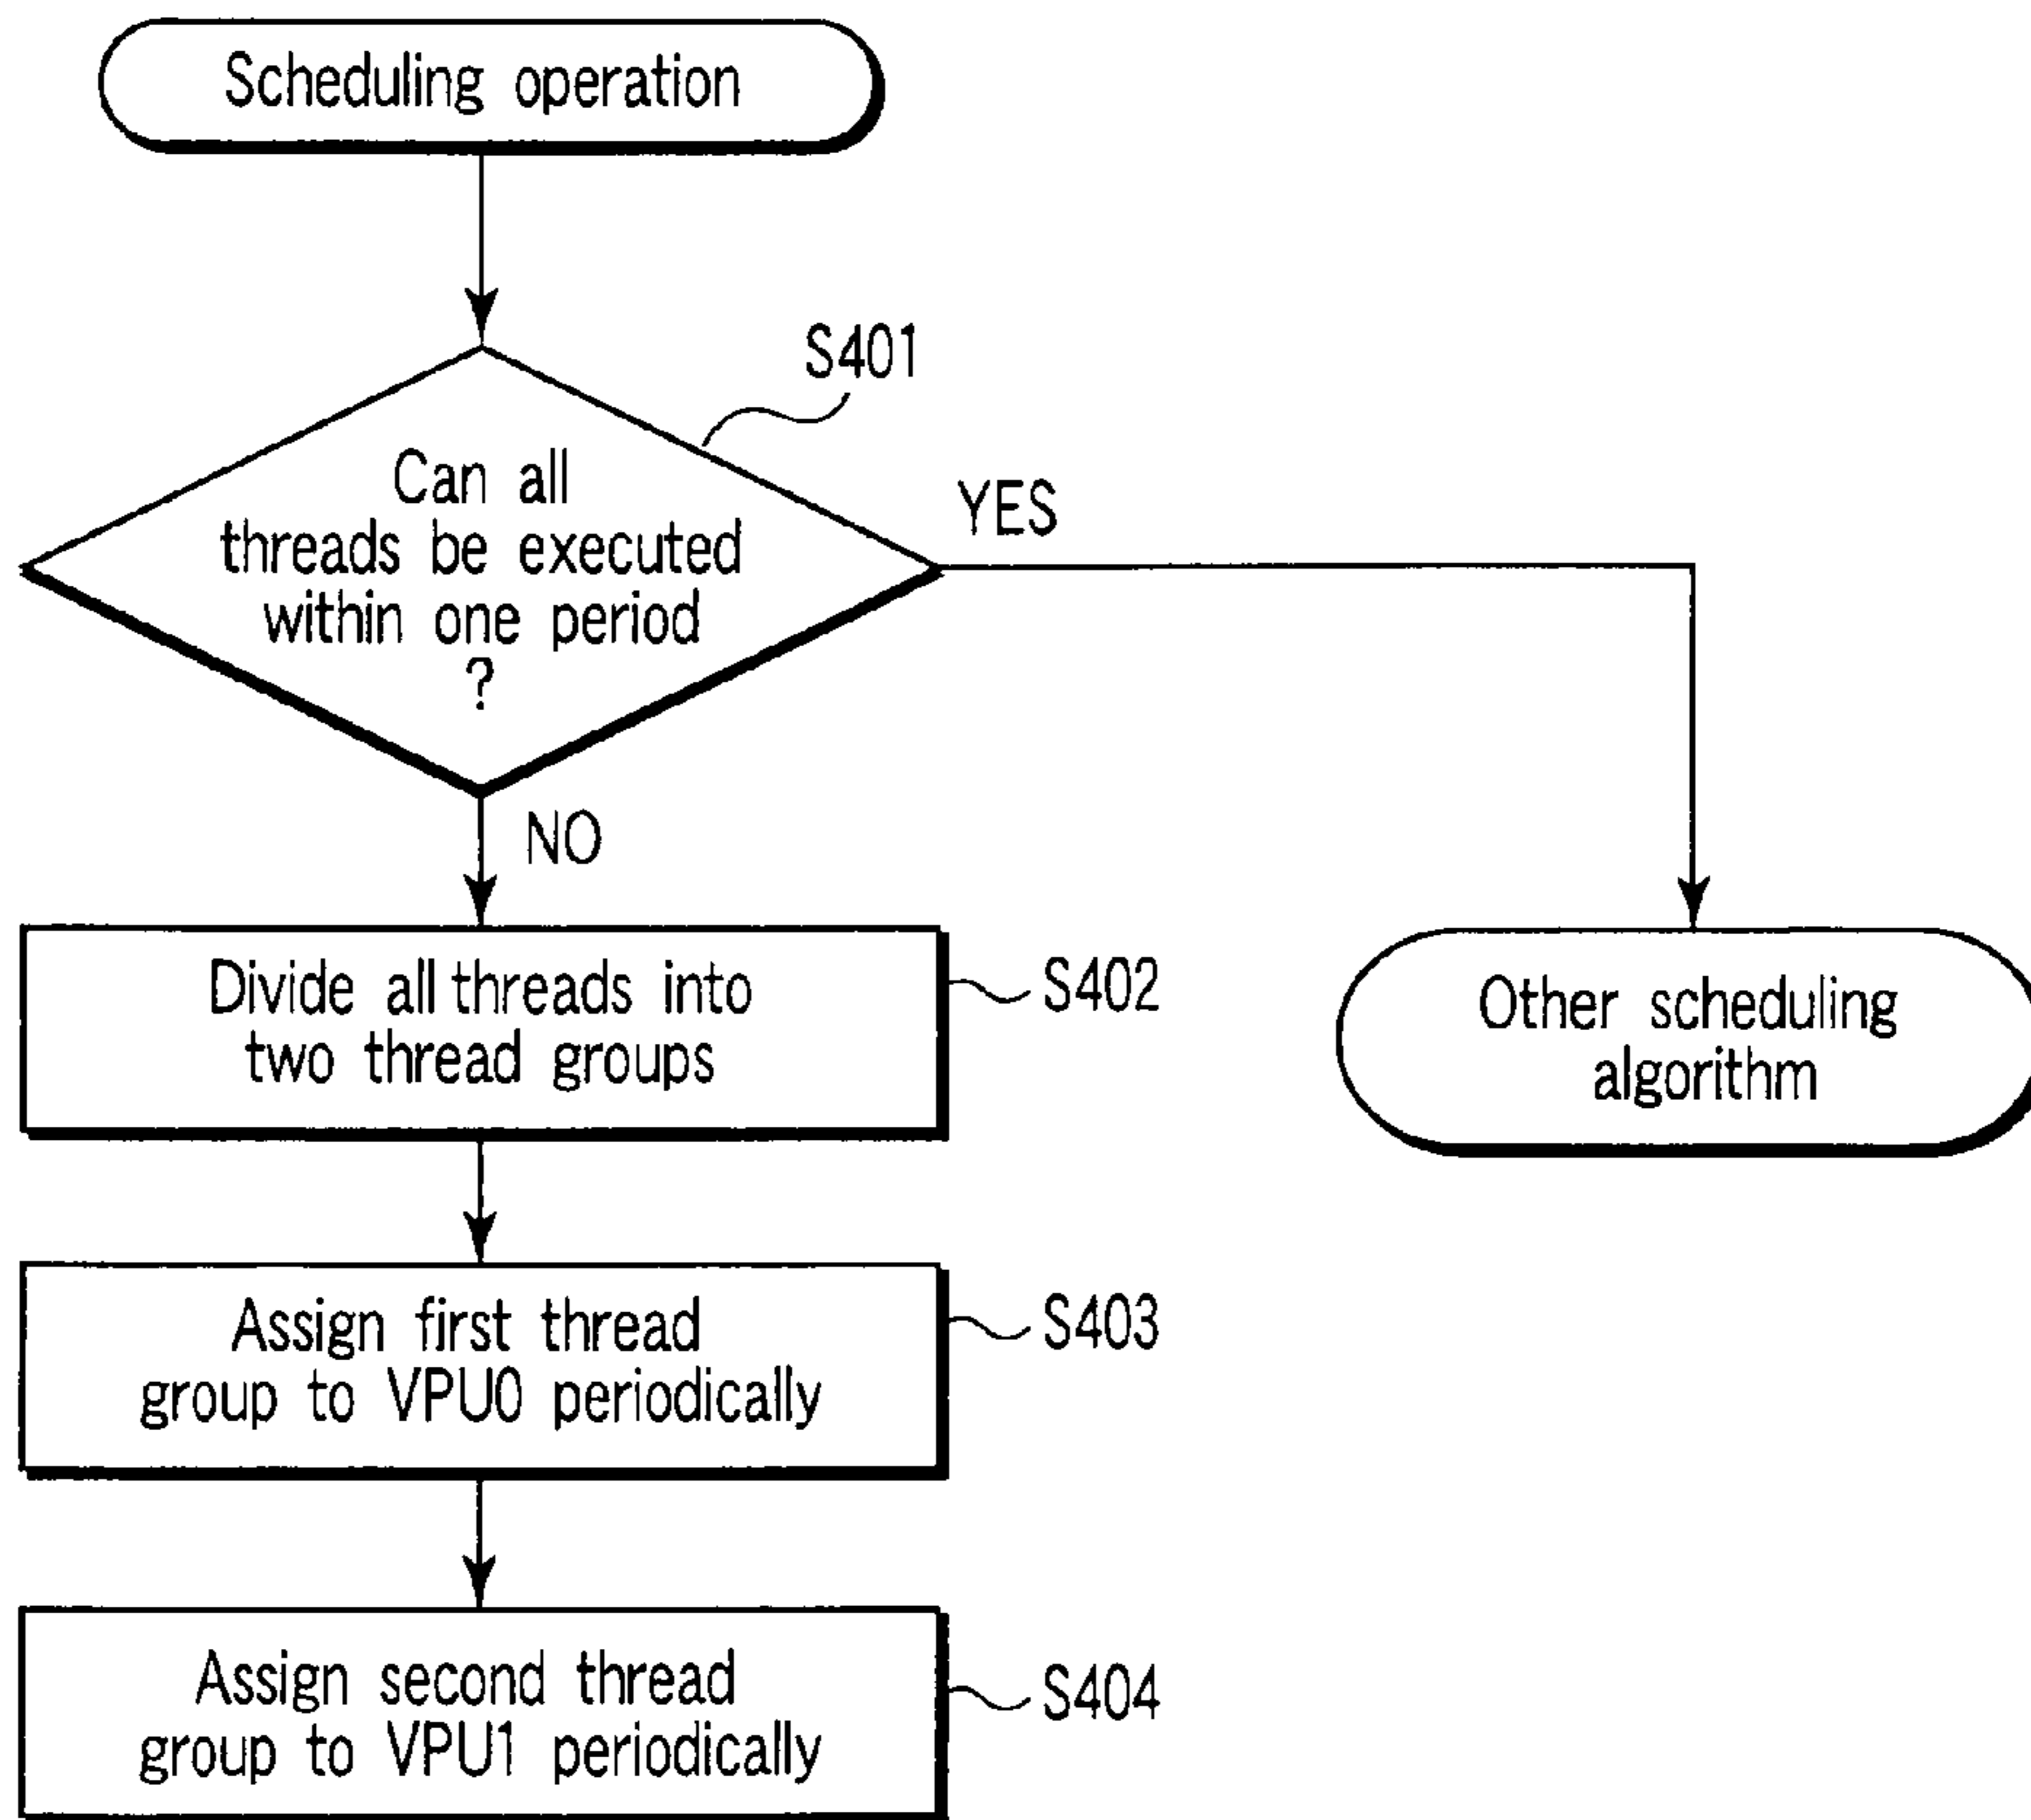 Scheduling operation
S401
Can all
threads be executed
within one period
?
YES
NO
Divide all threads into
two thread groups
S402
Other scheduling
algorithm
Assign first thread
group to VPU0 periodically
S403
Assign second thread
group to VPU1 periodically
S404